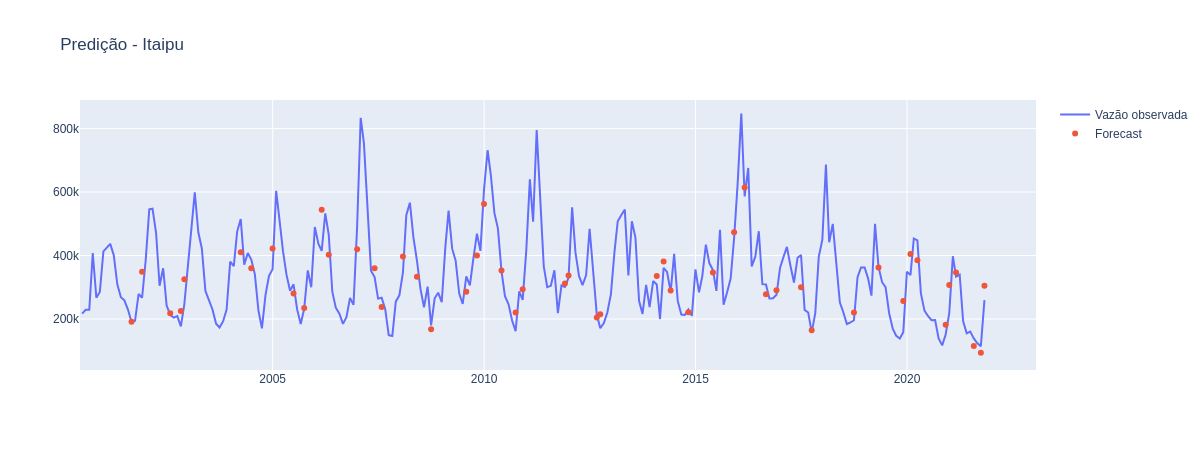 Predição - Itaipu
Vazão observada
Forecast
800k
600k
400k
200k
2005
2010
2015
2020